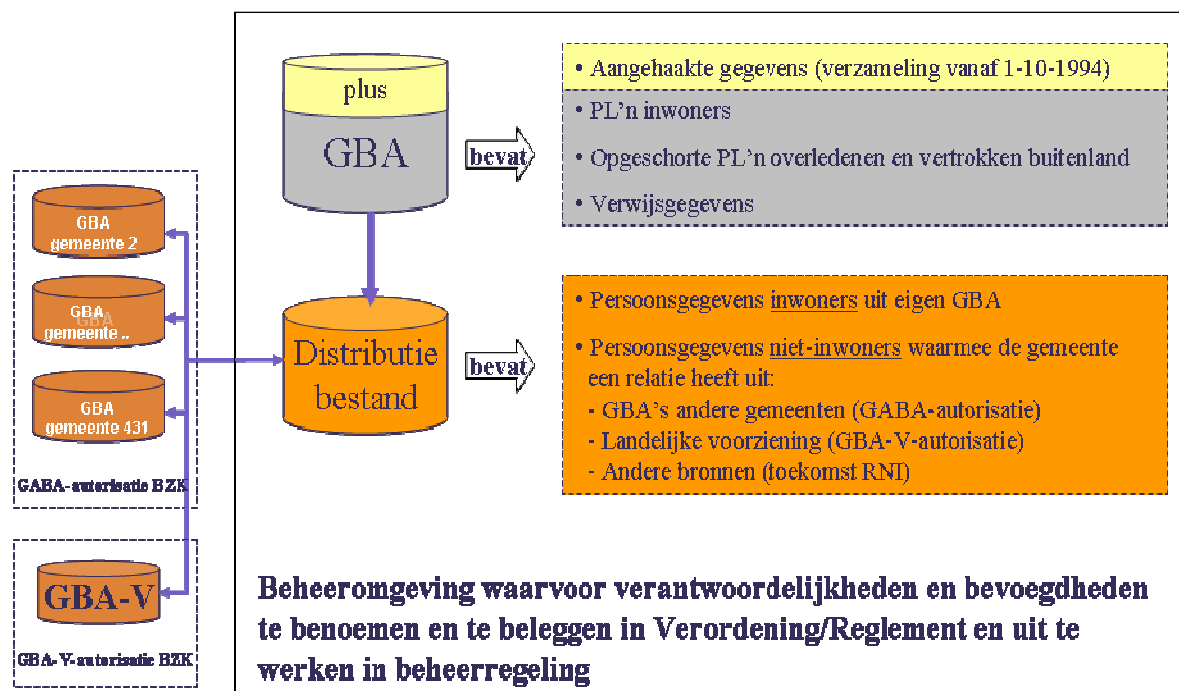 plus
GBA
bevat
• Aangehaakte gegevens (verzameling vanaf 1-10-1994)
• PL'n inwoners
• Opgeschorte PL'n overledenen en vertrokken buitenland
• Verwijsgegevens
GBA
gemeente 2
GBA
gemeente ..
GBA
gemeente 431
GABA-autorisatie BZK
GBA-V
GBA-V-autorisatie BZK
Distributie
bestand
bevat
• Persoonsgegevens inwoners uit eigen GBA
• Persoonsgegevens niet-inwoners waarmee de gemeente
een relatie heeft uit:
- GBA's andere gemeenten (GABA-autorisatie)
- Landelijke voorziening (GBA-V-autorisatie)
- Andere bronnen (toekomst RNI)
Beheeromgeving waarvoor verantwoordelijkheden en bevoegdheden
te benoemen en te beleggen in Verordening/Reglement en uit te
werken in beheerregeling